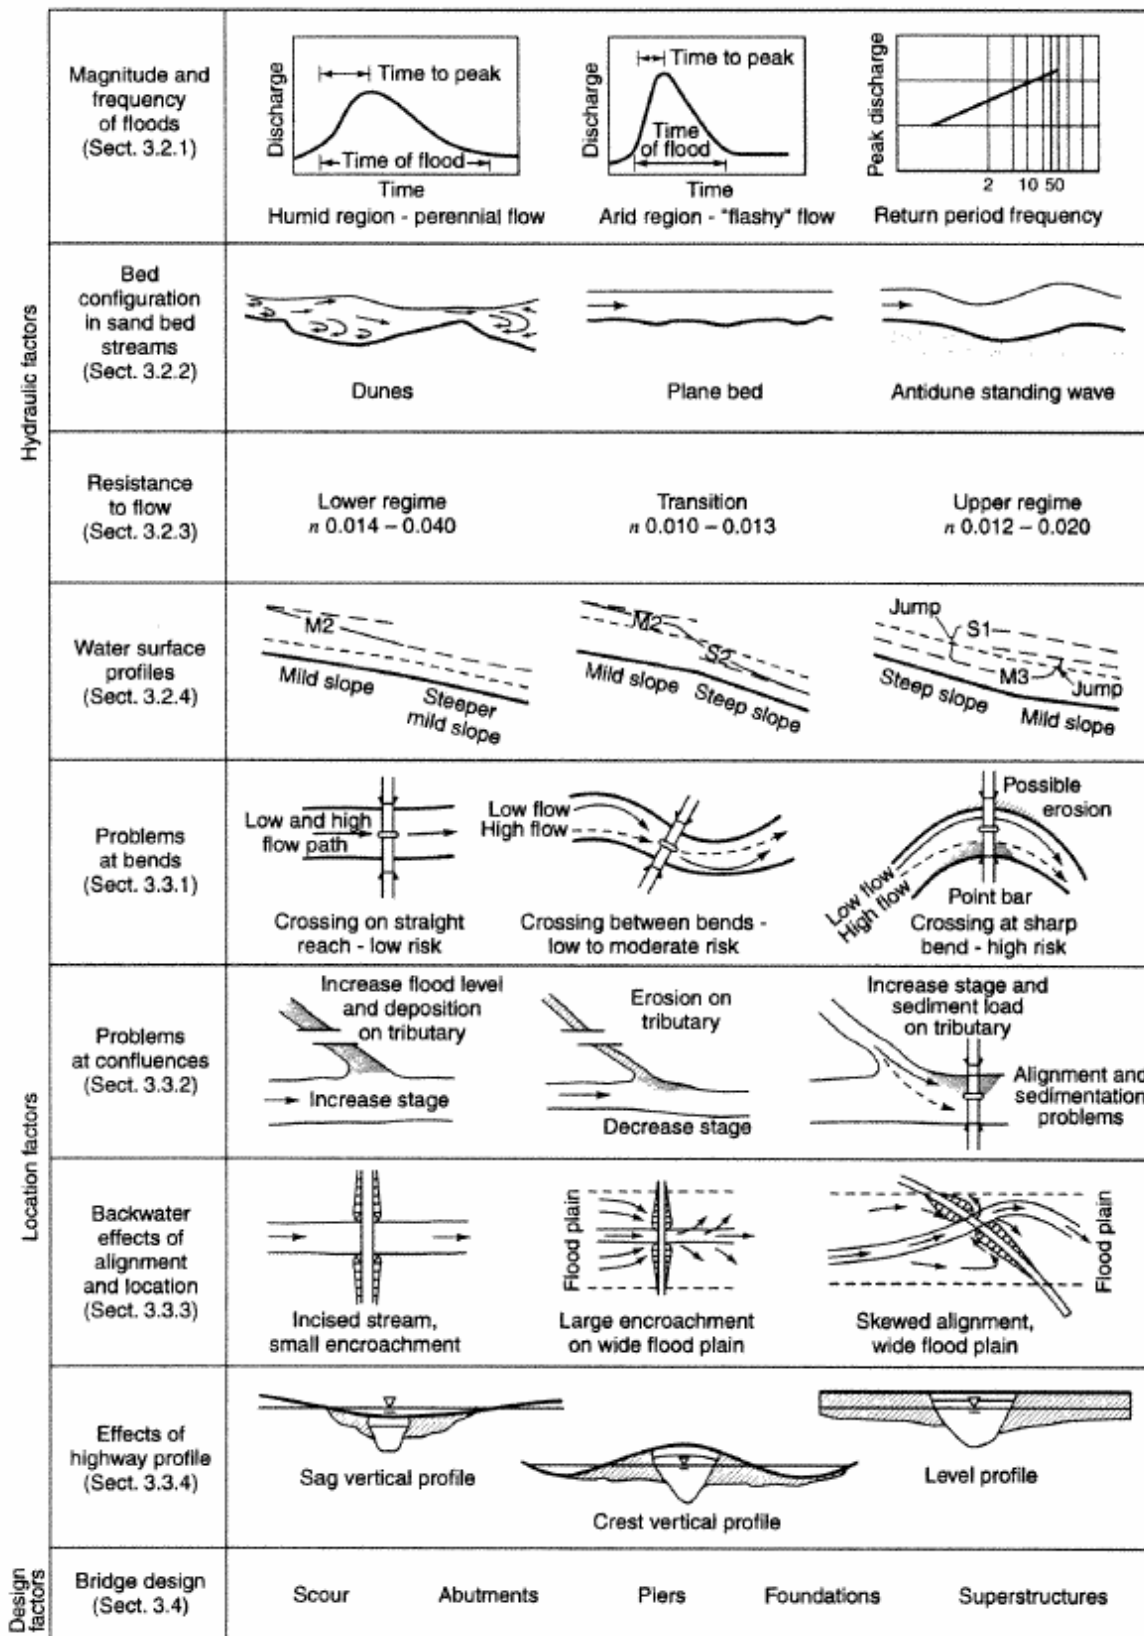 Hydraulic factors
Magnitude and
frequency
of floods
(Sect. 3.2.1)
Discharge
Time to peak
Time of flood
Time
Humid region - perennial flow
Discharge
Time to peak
Time
of flood
Time
Arid region - "flashy" flow
Peak discharge
2 10 50
Return period frequency
Bed
configuration
in sand bed
streams
(Sect. 3.2.2)
Dunes
Plane bed
Antidune standing wave
Resistance
to flow
(Sect. 3.2.3)
Lower regime
n 0.014 – 0.040
Transition
n 0.010 – 0.013
Upper regime
n 0.012 – 0.020
Water surface
profiles
(Sect. 3.2.4)
M2
Mild slope
Steeper
mild slope
M2
S2
Mild slope
Steep slope
Jump
S1
M3
Jump
Steep slope
Mild slope
Location factors
Problems
at bends
(Sect. 3.3.1)
Low and high
flow path
Crossing on straight
reach - low risk
Low flow
High flow
Crossing between bends -
low to moderate risk
Possible
erosion
Low flow
High flow
Point bar
Crossing at sharp
bend - high risk
Problems
at confluences
(Sect. 3.3.2)
Increase flood level
and deposition
on tributary
Increase stage
Erosion on
tributary
Decrease stage
Increase stage and
sediment load
on tributary
Alignment and
sedimentation
problems
Backwater
effects of
alignment
and location
(Sect. 3.3.3)
Incised stream,
small encroachment
Flood plain
Large encroachment
on wide flood plain
Flood plain
Skewed alignment,
wide flood plain
Effects of
highway profile
(Sect. 3.3.4)
Sag vertical profile
Crest vertical profile
Level profile
Design
factors
Bridge design
(Sect. 3.4)
Scour Abutments Piers Foundations Superstructures